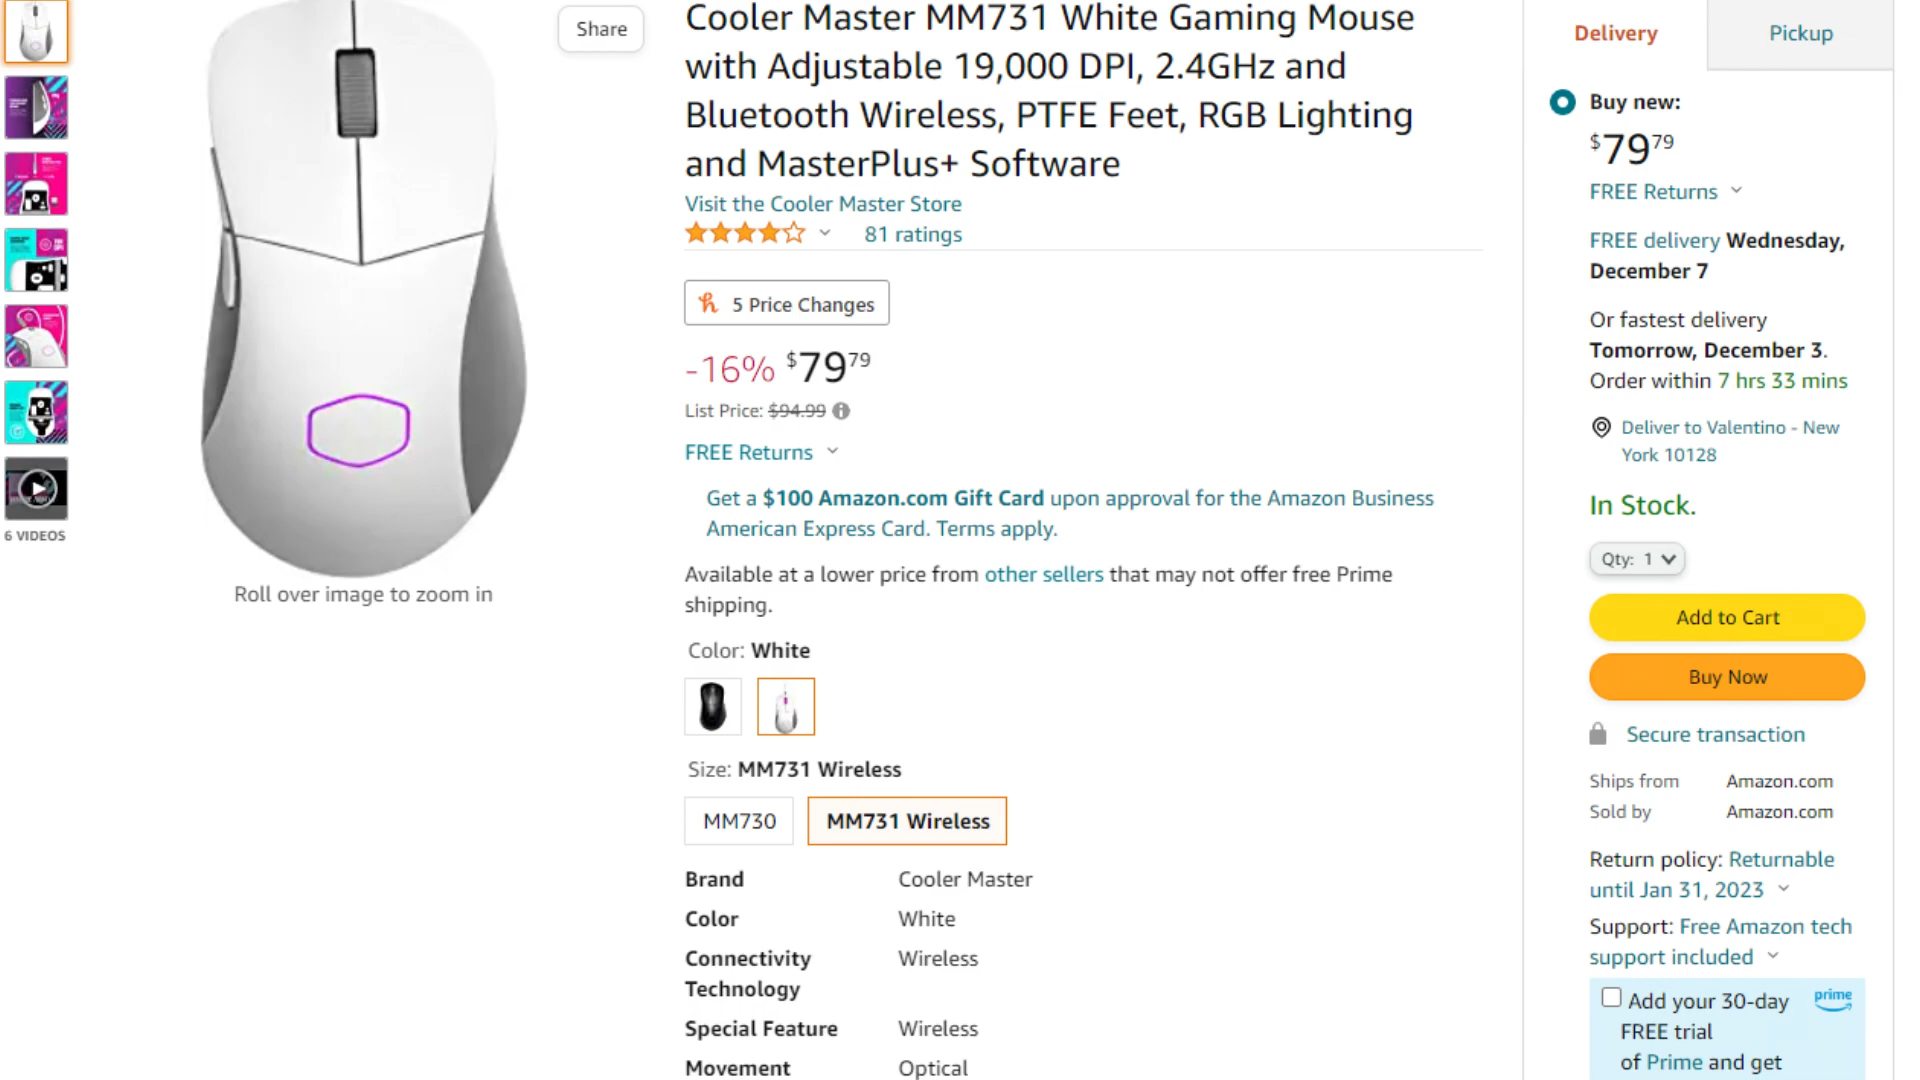 Share
6 VIDEOS
Roll over image to zoom in
Cooler Master MM731 White Gaming Mouse
with Adjustable 19,000 DPI, 2.4GHz and
Bluetooth Wireless, PTFE Feet, RGB Lighting
and MasterPlus+ Software
Visit the Cooler Master Store
81 ratings
5 Price Changes
-16% $79 79
List Price: $94.99
FREE Returns
Get a $100 Amazon.com Gift Card upon approval for the Amazon Business
American Express Card. Terms apply.
Available at a lower price from other sellers that may not offer free Prime
shipping.
Color: White
Size: MM731 Wireless
MM730 MM731 Wireless
Brand Cooler Master
Color White
Connectivity Wireless
Technology
Special Feature Wireless
Movement Optical
Delivery Pickup
Buy new:
$79 79
FREE Returns
FREE delivery Wednesday,
December 7
Or fastest delivery
Tomorrow, December 3.
Order within 7 hrs 33 mins
Deliver to Valentino - New
York 10128
In Stock.
Qty: 1
Add to Cart
Buy Now
Secure transaction
Ships from Amazon.com
Sold by Amazon.com
Return policy: Returnable
until Jan 31, 2023
Support: Free Amazon tech
support included
Add your 30-day prime
FREE trial
of Prime and get